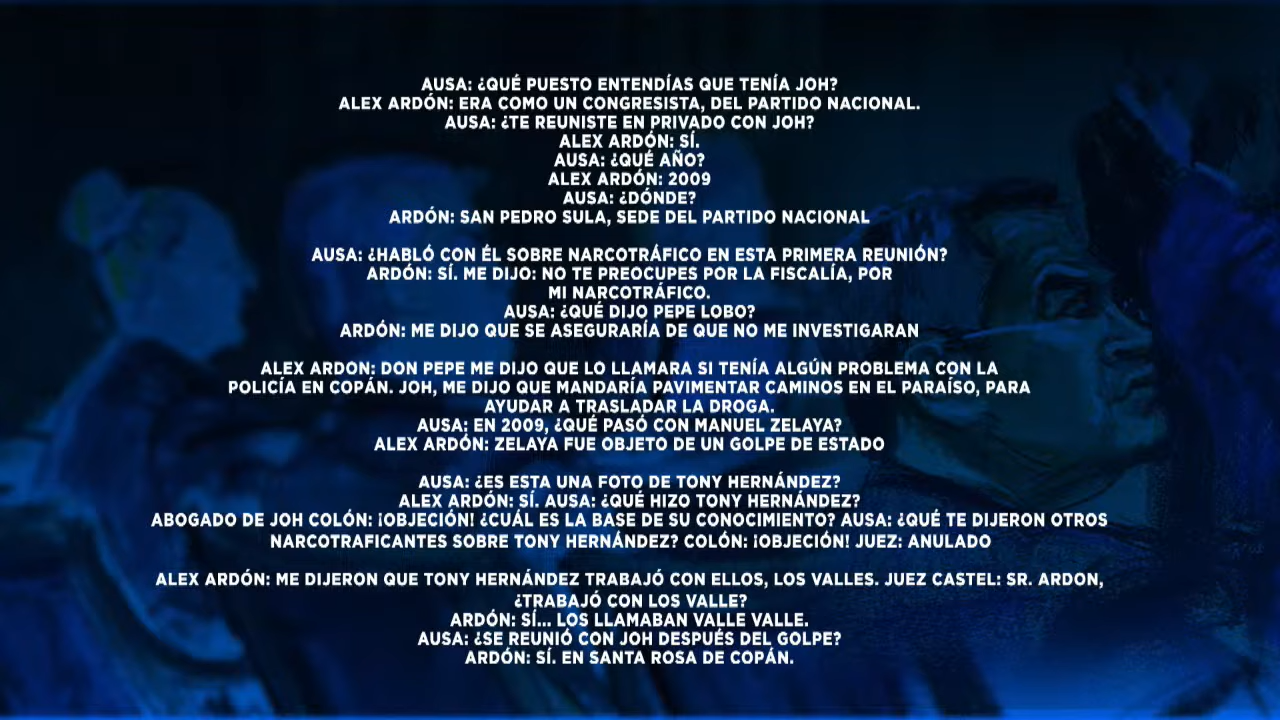 AUSA: ¿QUÉ PUESTO ENTENDÍAS QUE TENÍA JOH?
ALEX ARDÓN: ERA COMO UN CONGRESISTA, DEL PARTIDO NACIONAL.
AUSA: ¿TE REUNISTE EN PRIVADO CON JOH?
ALEX ARDÓN: SÍ.
AUSA: ¿QUÉ AÑO?
ALEX ARDÓN: 2009
AUSA: ¿DÓNDE?
ARDÓN: SAN PEDRO SULA, SEDE DEL PARTIDO NACIONAL
AUSA: ¿HABLÓ CON ÉL SOBRE NARCOTRÁFICO EN ESTA PRIMERA REUNIÓN?
ARDÓN: SÍ. ME DIJO: NO TE PREOCUPES POR LA FISCALÍA, POR
MI NARCOTRÁFICO.
AUSA: ¿QUÉ DIJO PEPE LOBO?
ARDÓN: ME DIJO QUE SE ASEGURARÍA DE QUE NO ME INVESTIGARAN
ALEX ARDON: DON PEPE ME DIJO QUE LO LLAMARA SI TENÍA ALGÚN PROBLEMA CON LA
POLICÍA EN COPÁN. JOH, ME DIJO QUE MANDARÍA PAVIMENTAR CAMINOS EN EL PARAÍSO, PARA
AYUDAR A TRASLADAR LA DROGA.
AUSA: EN 2009, ¿QUÉ PASÓ CON MANUEL ZELAYA?
ALEX ARDÓN: ZELAYA FUE OBJETO DE UN GOLPE DE ESTADO
AUSA: ¿ES ESTA UNA FOTO DE TONY HERNÁNDEZ?
ALEX ARDÓN: SÍ. AUSA: ¿QUÉ HIZO TONY HERNÁNDEZ?
ABOGADO DE JOH COLÓN: ¡OBJECIÓN! ¿CUÁL ES LA BASE DE SU CONOCIMIENTO? AUSA: ¿QUÉ TE DIJERON OTROS
NARCOTRAFICANTES SOBRE TONY HERNÁNDEZ? COLÓN: ¡OBJECIÓN! JUEZ: ANULADO
ALEX ARDÓN: ME DIJERON QUE TONY HERNÁNDEZ TRABAJÓ CON ELLOS, LOS VALLES. JUEZ CASTEL: SR. ARDON,
¿TRABAJÓ CON LOS VALLE?
ARDÓN: SÍ... LOS LLAMABAN VALLE VALLE.
AUSA: ¿SE REUNIÓ CON JOH DESPUÉS DEL GOLPE?
ARDÓN: SÍ. EN SANTA ROSA DE COPÁN.